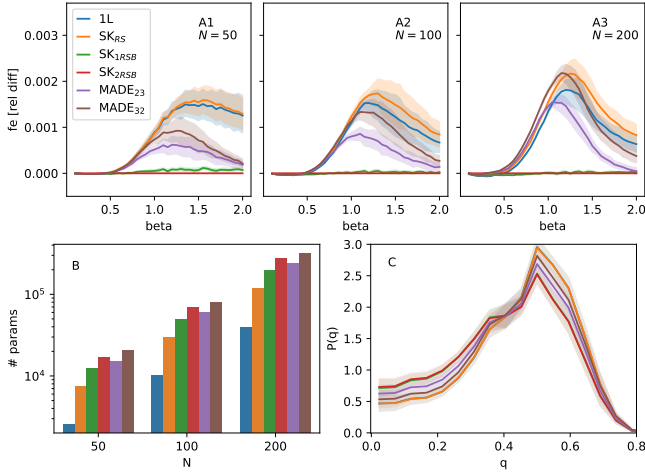 1L
SK_RS
SK_1RSB
SK_2RSB
MADE_23
MADE_32
A1
N = 50
A2
N = 100
A3
N = 200
fe [rel diff]
0.003
0.002
0.001
0.000
0.5 1.0 1.5 2.0
0.5 1.0 1.5 2.0
0.5 1.0 1.5 2.0
beta
beta
beta
B
# params
10^5
10^4
50 100 200
N
C
P(q)
3.0
2.5
2.0
1.5
1.0
0.5
0.0
0.0 0.2 0.4 0.6 0.8
q